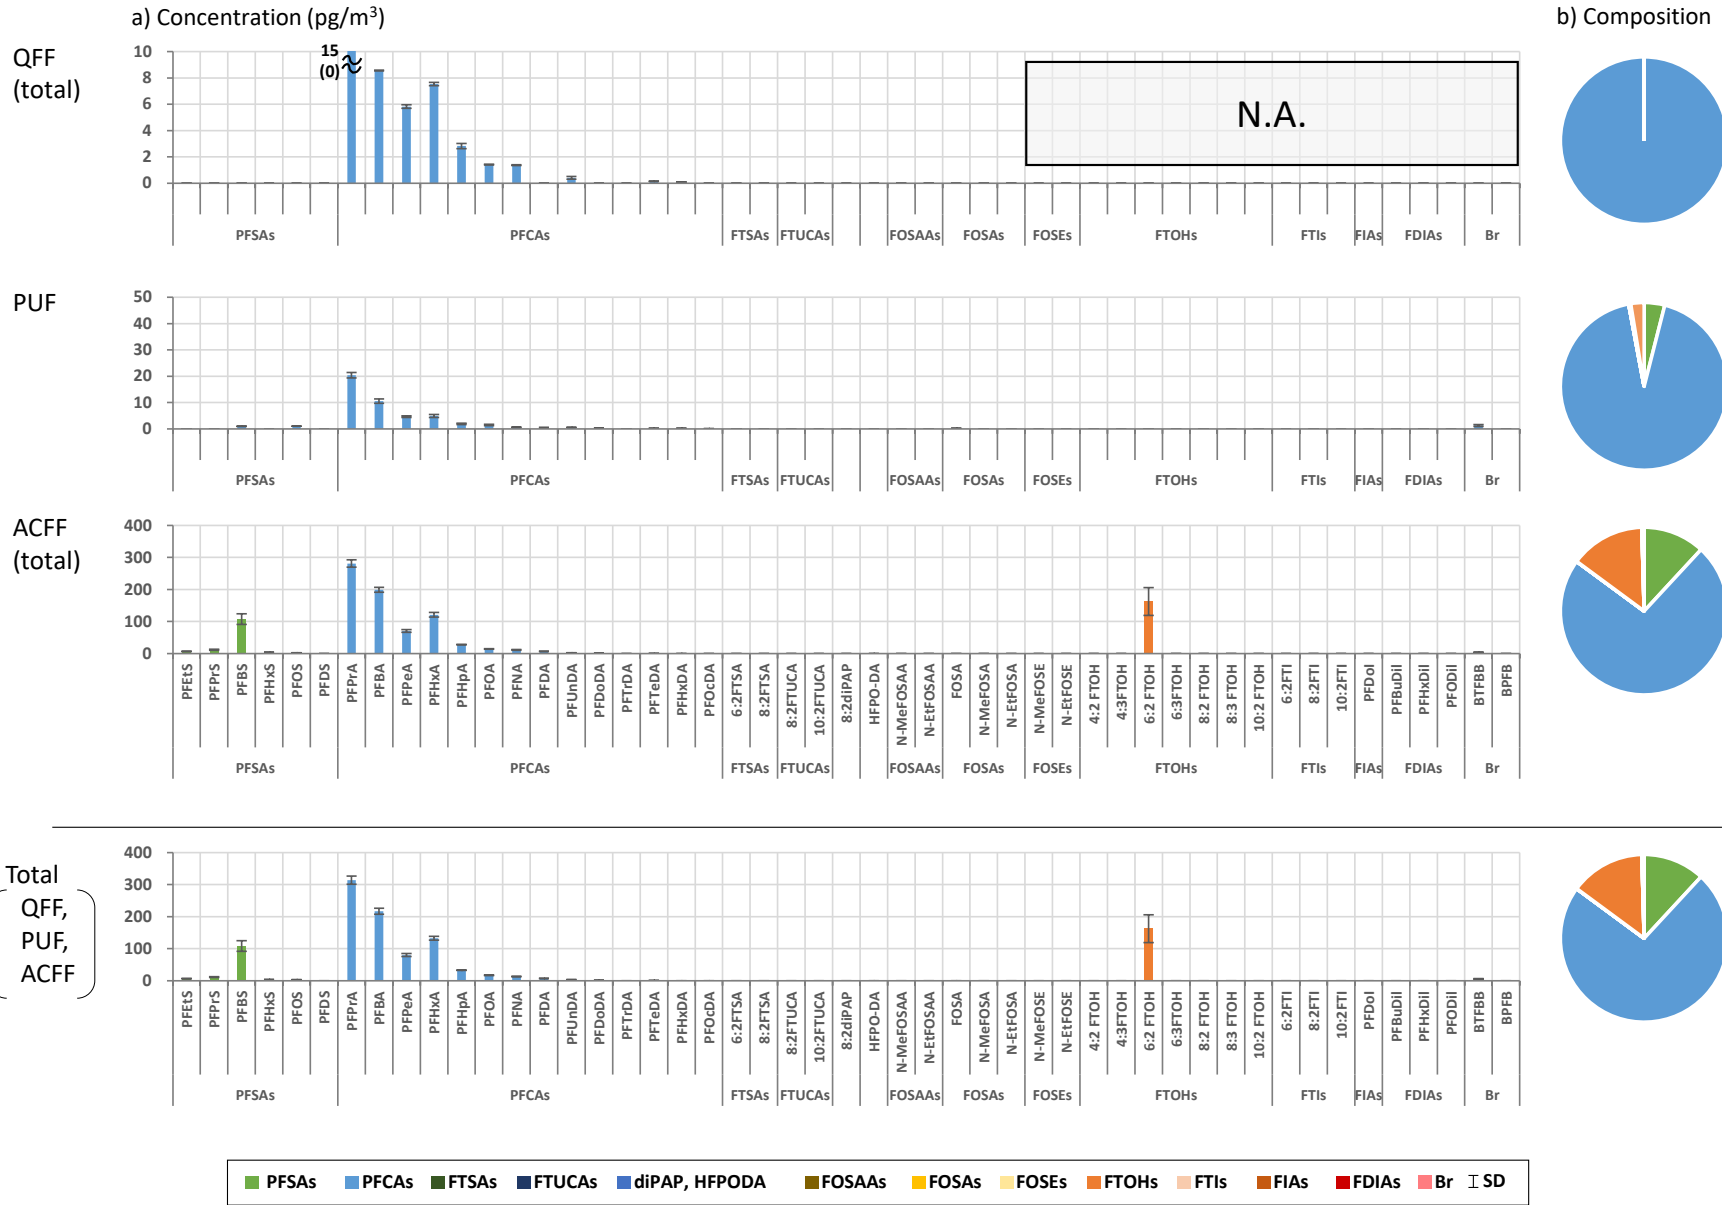 a) Concentration (pg/m³)
b) Composition
QFF
(total)
15
(0)
10
8
6
4
2
0
N.A.
PFSAs PFCAs FTSAs FTUCAs FOSAAs FOSAs FOSEs FTOHs FTIs FIAs FDIAs Br
PUF
50
40
30
20
10
0
PFSAs PFCAs FTSAs FTUCAs FOSAAs FOSAs FOSEs FTOHs FTIs FIAs FDIAs Br
ACFF
(total)
400
300
200
100
0
PFEtS
PFPrS
PFBS
PFHxS
PFOS
PFDS
PFPrA
PFBA
PFPeA
PFHxA
PFHpA
PFOA
PFNA
PFDA
PFUnDA
PFDoDA
PFTrDA
PFTeDA
PFHxDA
PFOcDA
6:2FTSA
8:2FTSA
8:2FTUCA
10:2FTUCA
8:2diPAP
HFPO-DA
N-MeFOSAA
N-EtFOSAA
FOSA
N-MeFOSA
N-EtFOSA
N-MeFOSE
N-EtFOSE
4:2 FTOH
4:3FTOH
6:2 FTOH
6:3FTOH
8:2 FTOH
8:3 FTOH
10:2 FTOH
6:2FTI
8:2FTI
10:2FTI
PFDol
PFBuDil
PFHxDil
PFODil
BTFBB
BPFB
PFSAs PFCAs FTSAs FTUCAs FOSAAs FOSAs FOSEs FTOHs FTIs FIAs FDIAs Br
Total
QFF,
PUF,
ACFF
400
300
200
100
0
PFEtS
PFPrS
PFBS
PFHxS
PFOS
PFDS
PFPrA
PFBA
PFPeA
PFHxA
PFHpA
PFOA
PFNA
PFDA
PFUnDA
PFDoDA
PFTrDA
PFTeDA
PFHxDA
PFOcDA
6:2FTSA
8:2FTSA
8:2FTUCA
10:2FTUCA
8:2diPAP
HFPO-DA
N-MeFOSAA
N-EtFOSAA
FOSA
N-MeFOSA
N-EtFOSA
N-MeFOSE
N-EtFOSE
4:2 FTOH
4:3FTOH
6:2 FTOH
6:3FTOH
8:2 FTOH
8:3 FTOH
10:2 FTOH
6:2FTI
8:2FTI
10:2FTI
PFDol
PFBuDil
PFHxDil
PFODil
BTFBB
BPFB
PFSAs PFCAs FTSAs FTUCAs FOSAAs FOSAs FOSEs FTOHs FTIs FIAs FDIAs Br
PFSAs PFCAs FTSAs FTUCAs diPAP, HFPODA FOSAAs FOSAs FOSEs FTOHs FTIs FIAs FDIAs Br SD